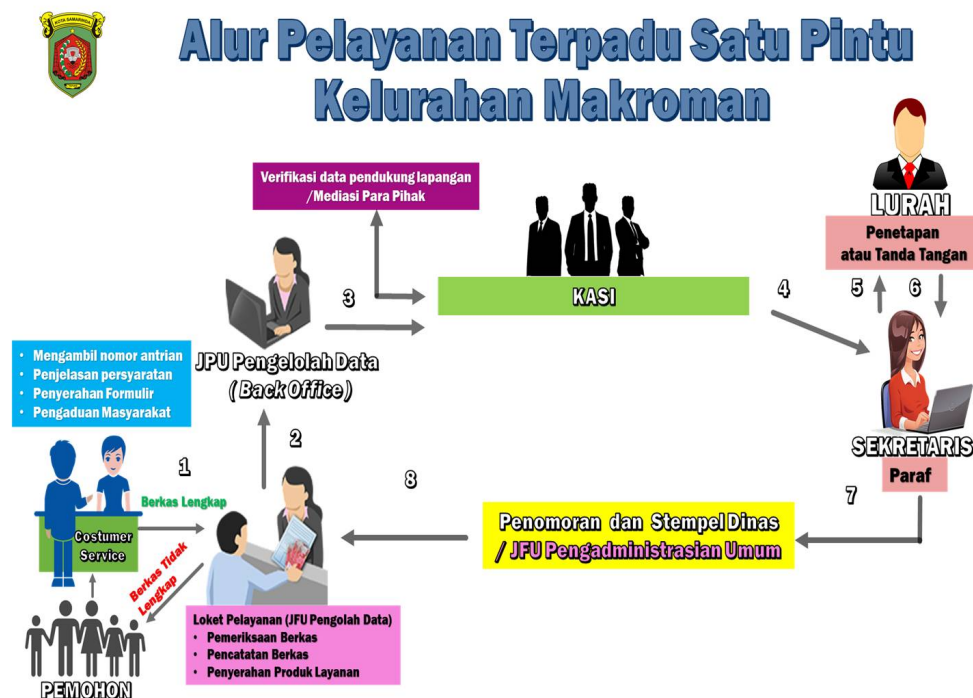 KOTA SAMARINDA
Alur Pelayanan Terpadu Satu Pintu
Kelurahan Makroman
Verifikasi data pendukung lapangan
/Mediasi Para Pihak
LURAH
Penetapan
atau Tanda Tangan
3
KASI
4
5
6
JPU Pengelolah Data
(Back Office)
• Mengambil nomor antrian
• Penjelasan persyaratan
• Penyerahan Formulir
• Pengaduan Masyarakat
2
SEKRETARIS
Paraf
1
Berkas Lengkap
8
7
Costumer
Service
Penomoran dan Stempel Dinas
/ JFU Pengadministrasian Umum
Berkas Tidak
Lengkap
Loket Pelayanan (JFU Pengolah Data)
• Pemeriksaan Berkas
• Pencatatan Berkas
• Penyerahan Produk Layanan
PEMOHON